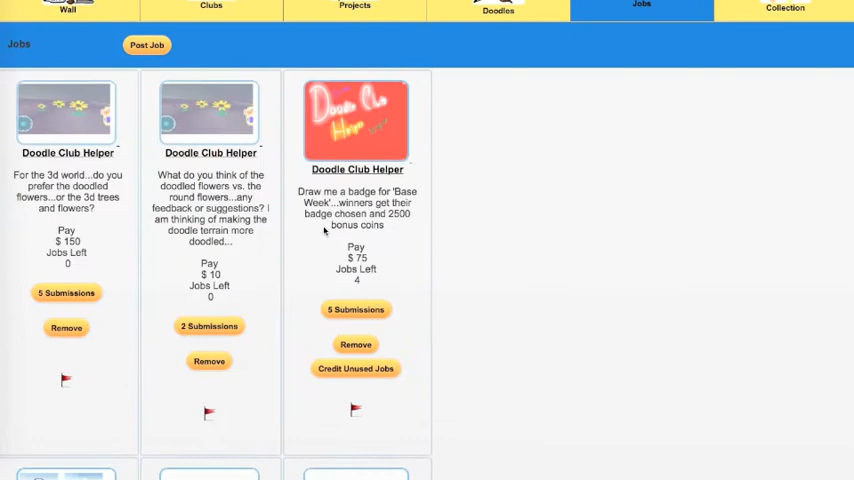 Wall
Clubs
Projects
Doodles
Jobs
Collection
Jobs
Post Job
Doodle Club Helper
For the 3d world...do you
prefer the doodled
flowers...or the 3d trees
and flowers?
Pay
$ 150
Jobs Left
0
5 Submissions
Remove
Doodle Club Helper
What do you think of the
doodled flowers vs. the
round flowers...any
feedback or suggestions? I
am thinking of making the
doodle terrain more
doodled...
Pay
$ 10
Jobs Left
0
2 Submissions
Remove
Doodle Club
Helper
Doodle Club Helper
Draw me a badge for 'Base
Week'...winners get their
badge chosen and 2500
bonus coins
Pay
$ 75
Jobs Left
4
5 Submissions
Remove
Credit Unused Jobs